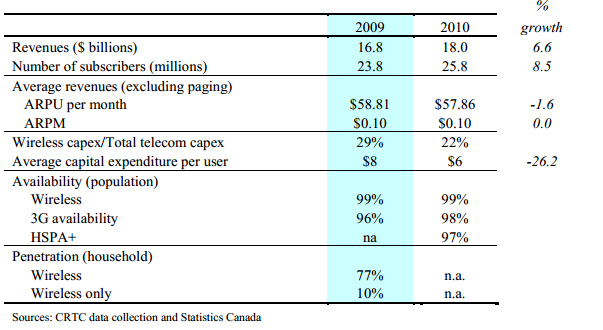 %
2009 2010 growth
Revenues ($ billions) 16.8 18.0 6.6
Number of subscribers (millions) 23.8 25.8 8.5
Average revenues (excluding paging)
ARPU per month $58.81 $57.86 -1.6
ARPM $0.10 $0.10 0.0
Wireless capex/Total telecom capex 29% 22%
Average capital expenditure per user $8 $6 -26.2
Availability (population)
Wireless 99% 99%
3G availability 96% 98%
HSPA+ na 97%
Penetration (household)
Wireless 77% n.a.
Wireless only 10% n.a.
Sources: CRTC data collection and Statistics Canada